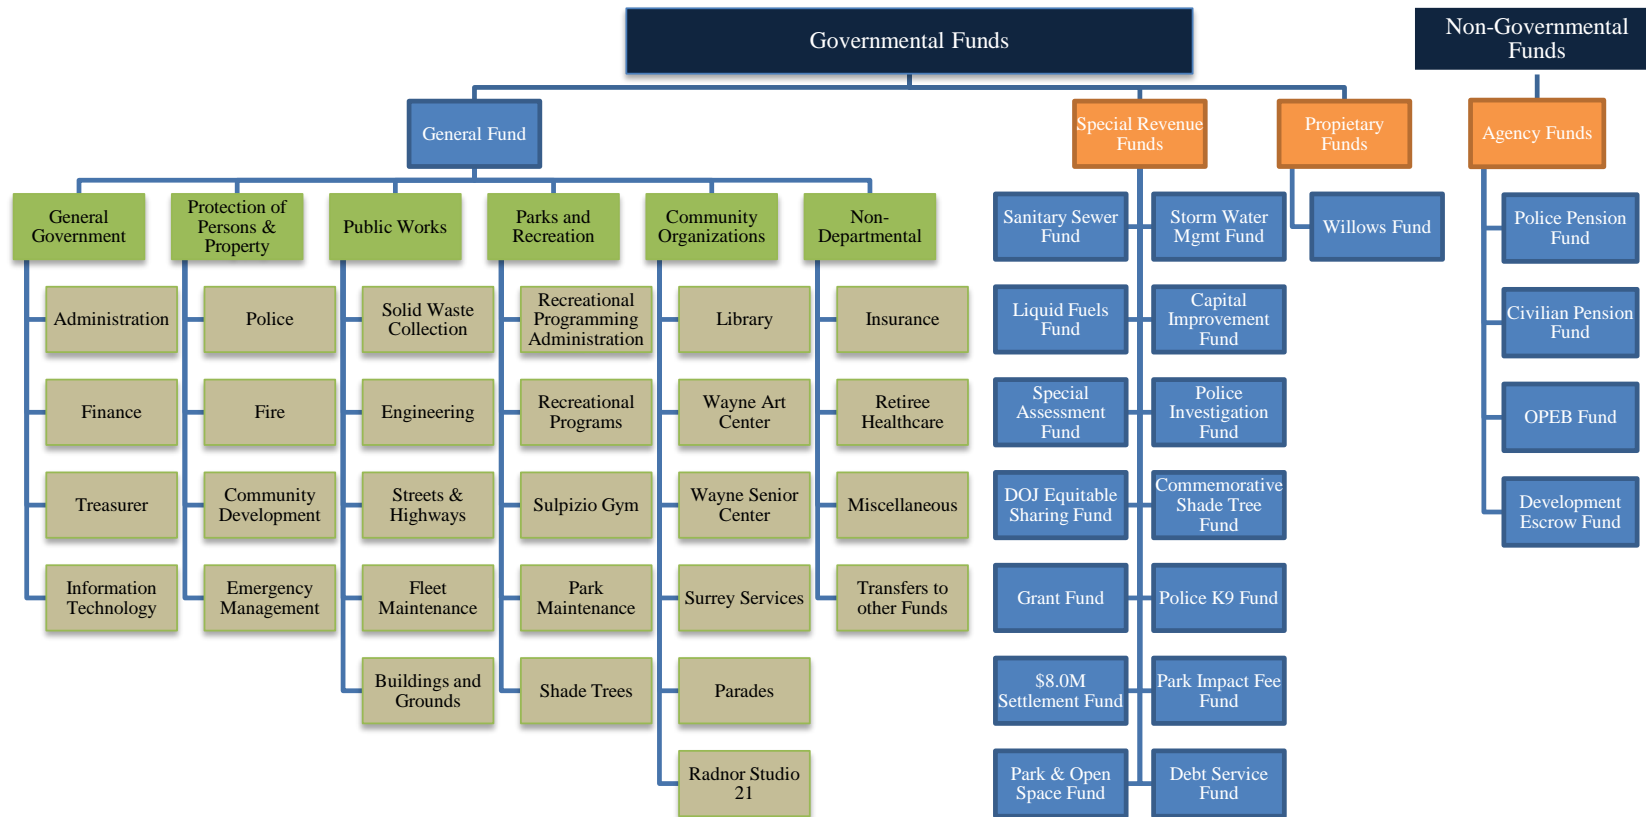 Governmental Funds
Non-Governmental
Funds
General Fund
Special Revenue
Funds
Propietary
Funds
Agency Funds
General
Government
Administration
Finance
Treasurer
Information
Technology
Protection of
Persons &
Property
Police
Fire
Community
Development
Emergency
Management
Public Works
Solid Waste
Collection
Engineering
Streets &
Highways
Fleet
Maintenance
Buildings and
Grounds
Parks and
Recreation
Recreational
Programming
Administration
Recreational
Programs
Sulpizio Gym
Park
Maintenance
Shade Trees
Community
Organizations
Library
Wayne Art
Center
Wayne Senior
Center
Surrey Services
Parades
Radnor Studio
21
Non-
Departmental
Insurance
Retiree
Healthcare
Miscellaneous
Transfers to
other Funds
Sanitary Sewer
Fund
Storm Water
Mgmt Fund
Liquid Fuels
Fund
Capital
Improvement
Fund
Special
Assessment
Fund
Police
Investigation
Fund
DOJ Equitable
Sharing Fund
Commemorative
Shade Tree
Fund
Grant Fund
Police K9 Fund
$8.0M
Settlement Fund
Park Impact Fee
Fund
Park & Open
Space Fund
Debt Service
Fund
Willows Fund
Police Pension
Fund
Civilian Pension
Fund
OPEB Fund
Development
Escrow Fund